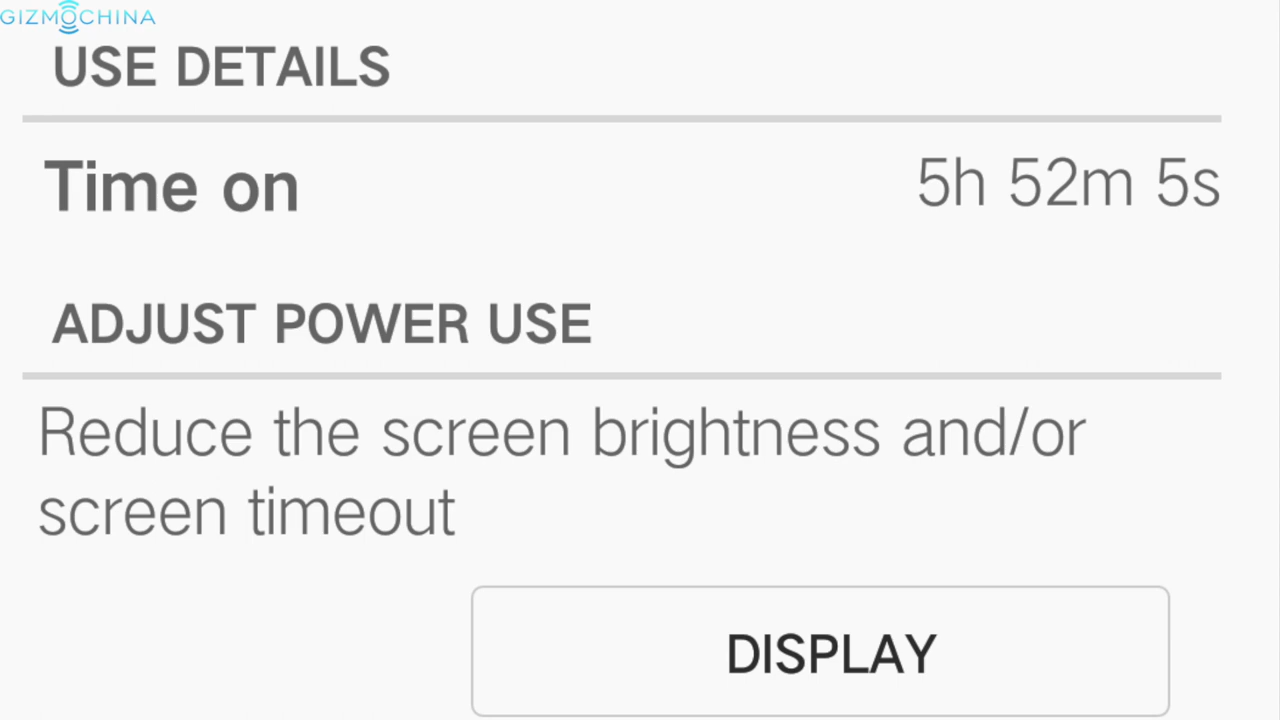 GIZMOCHINA
USE DETAILS
Time on 5h 52m 5s
ADJUST POWER USE
Reduce the screen brightness and/or
screen timeout
DISPLAY